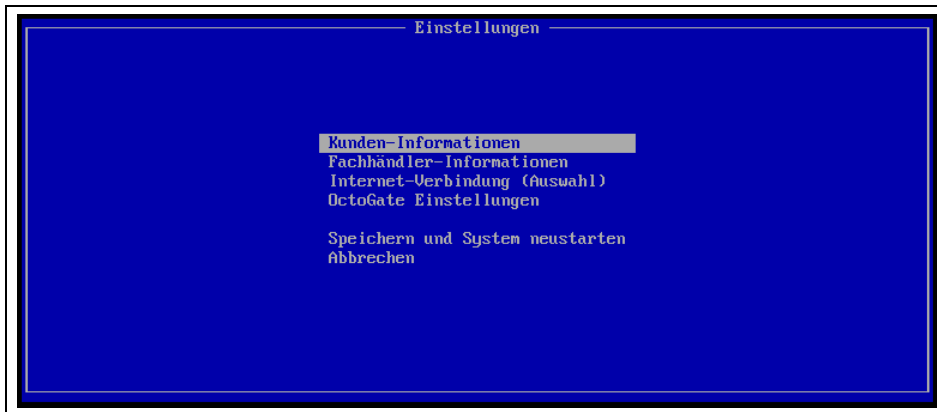 Einstellungen
Kunden-Informationen
Fachhändler-Informationen
Internet-Verbindung (Auswahl)
OctoGate Einstellungen
Speichern und System neustarten
Abbrechen